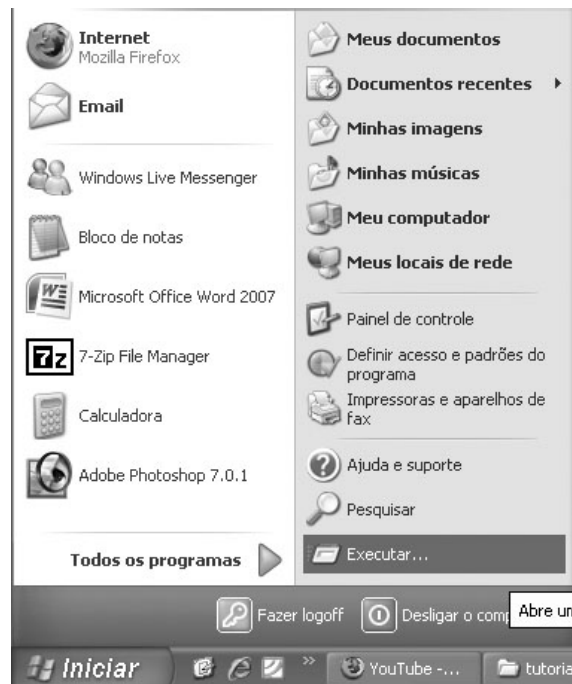 Internet
Mozilla Firefox
Email
Windows Live Messenger
Bloco de notas
Microsoft Office Word 2007
7-Zip File Manager
Calculadora
Adobe Photoshop 7.0.1
Todos os programas
Meus documentos
Documentos recentes
Minhas imagens
Minhas músicas
Meu computador
Meus locais de rede
Painel de controle
Definir acesso e padrões do
programa
Impressoras e aparelhos de
fax
Ajuda e suporte
Pesquisar
Executar...
Fazer logoff
Desligar o
Abre
Iniciar
YouTube -...